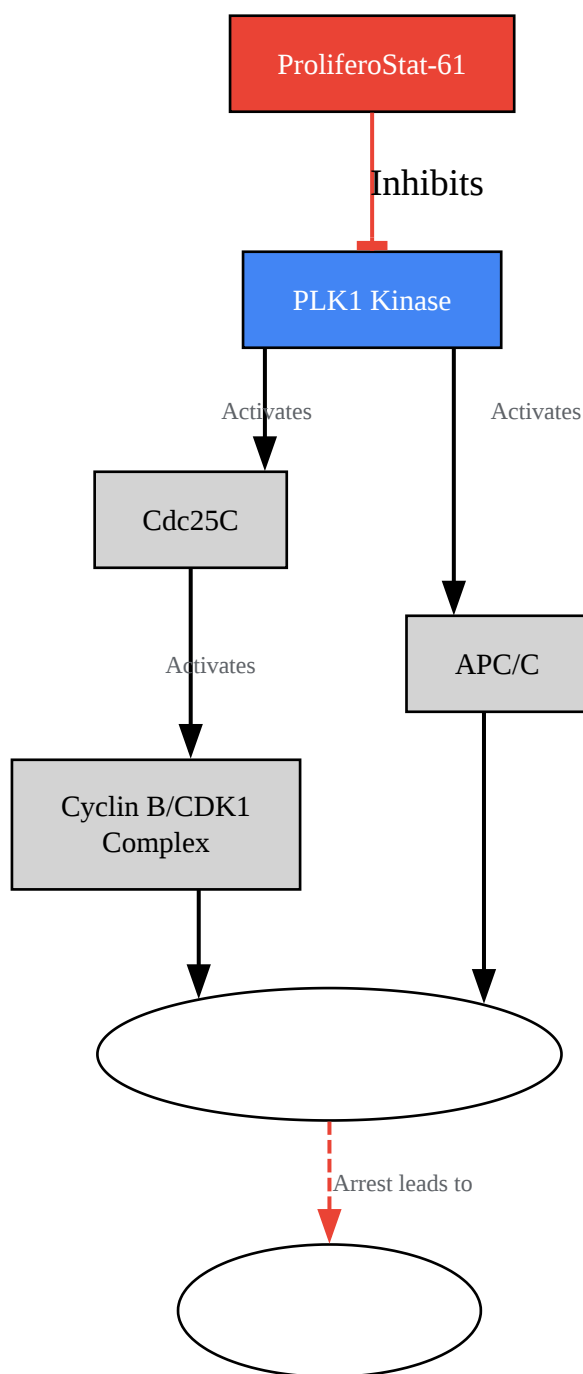 ProliferoStat-61
Inhibits
PLK1 Kinase
Activates
Activates
Cdc25C
Activates
APC/C
Cyclin B/CDK1
Complex
Arrest leads to